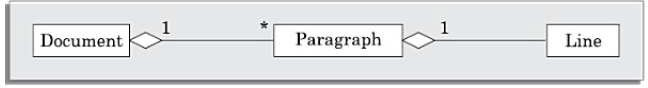 Document 1 * Paragraph 1 Line